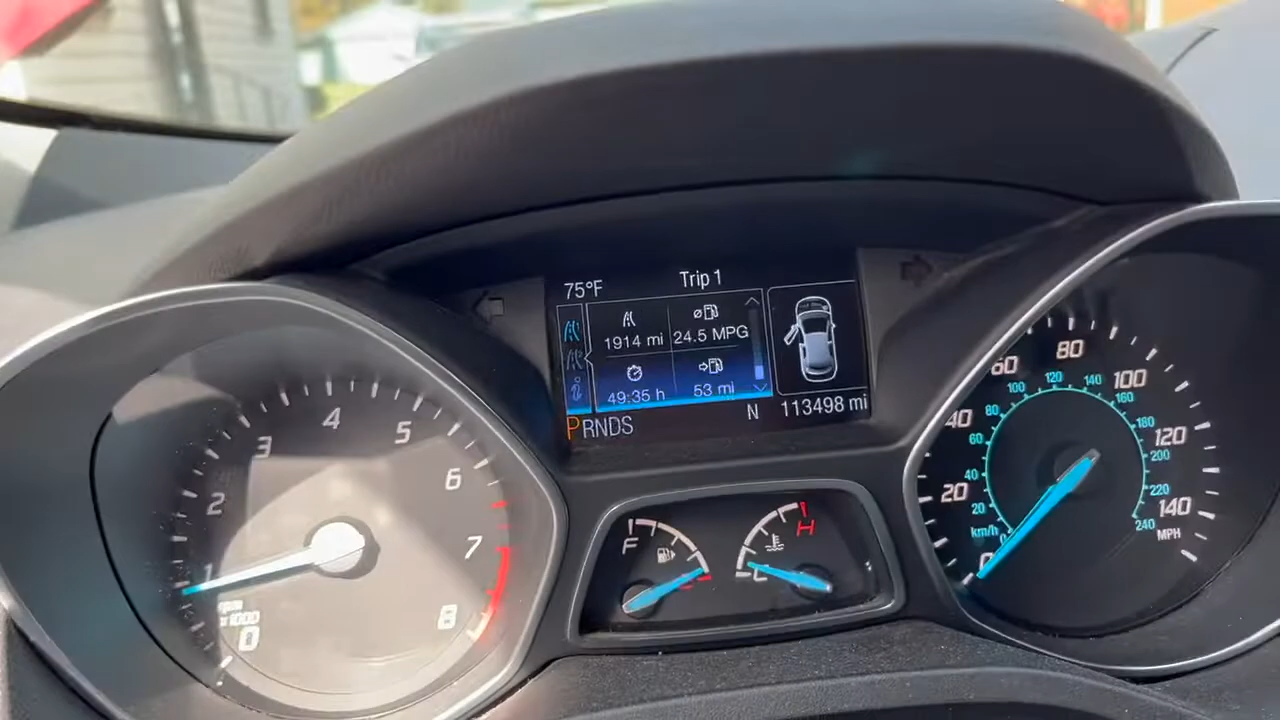 75°F
Trip 1
1914 mi
24.5 MPG
49:35 h
53 mi
N
113498 mi
PRNDS
0
1
2
3
4
5
6
7
8
x1000
F
C
H
0
20
40
60
80
100
120
140
MPH
km/h
20
40
60
80
100
120
140
160
180
200
220
240